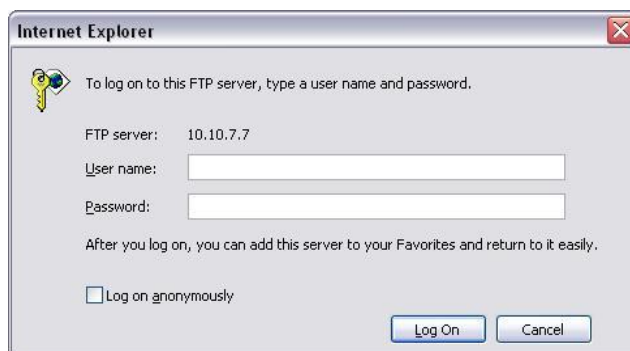 Internet Explorer
To log on to this FTP server, type a user name and password.
FTP server: 10.10.7.7
User name:
Password:
After you log on, you can add this server to your Favorites and return to it easily.
Log on anonymously
Log On Cancel